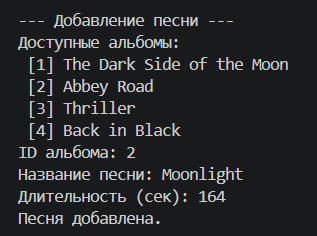 --- Добавление песни ---
Доступные альбомы:
[1] The Dark Side of the Moon
[2] Abbey Road
[3] Thriller
[4] Back in Black
ID альбома: 2
Название песни: Moonlight
Длительность (сек): 164
Песня добавлена.